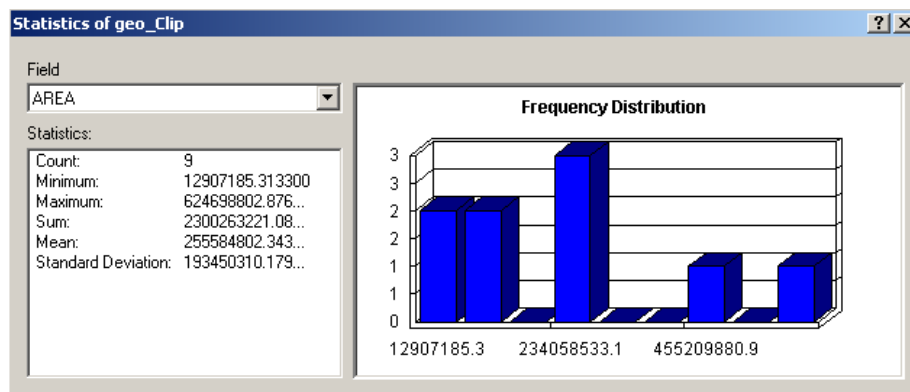 Statistics of geo_Clip
Field
AREA
Statistics:
Count: 9
Minimum: 12907185.313300
Maximum: 624698802.876...
Sum: 2300263221.08...
Mean: 255584802.343...
Standard Deviation: 193450310.179...
Frequency Distribution
3
3
2
2
1
1
0
12907185.3 234058533.1 455209880.9